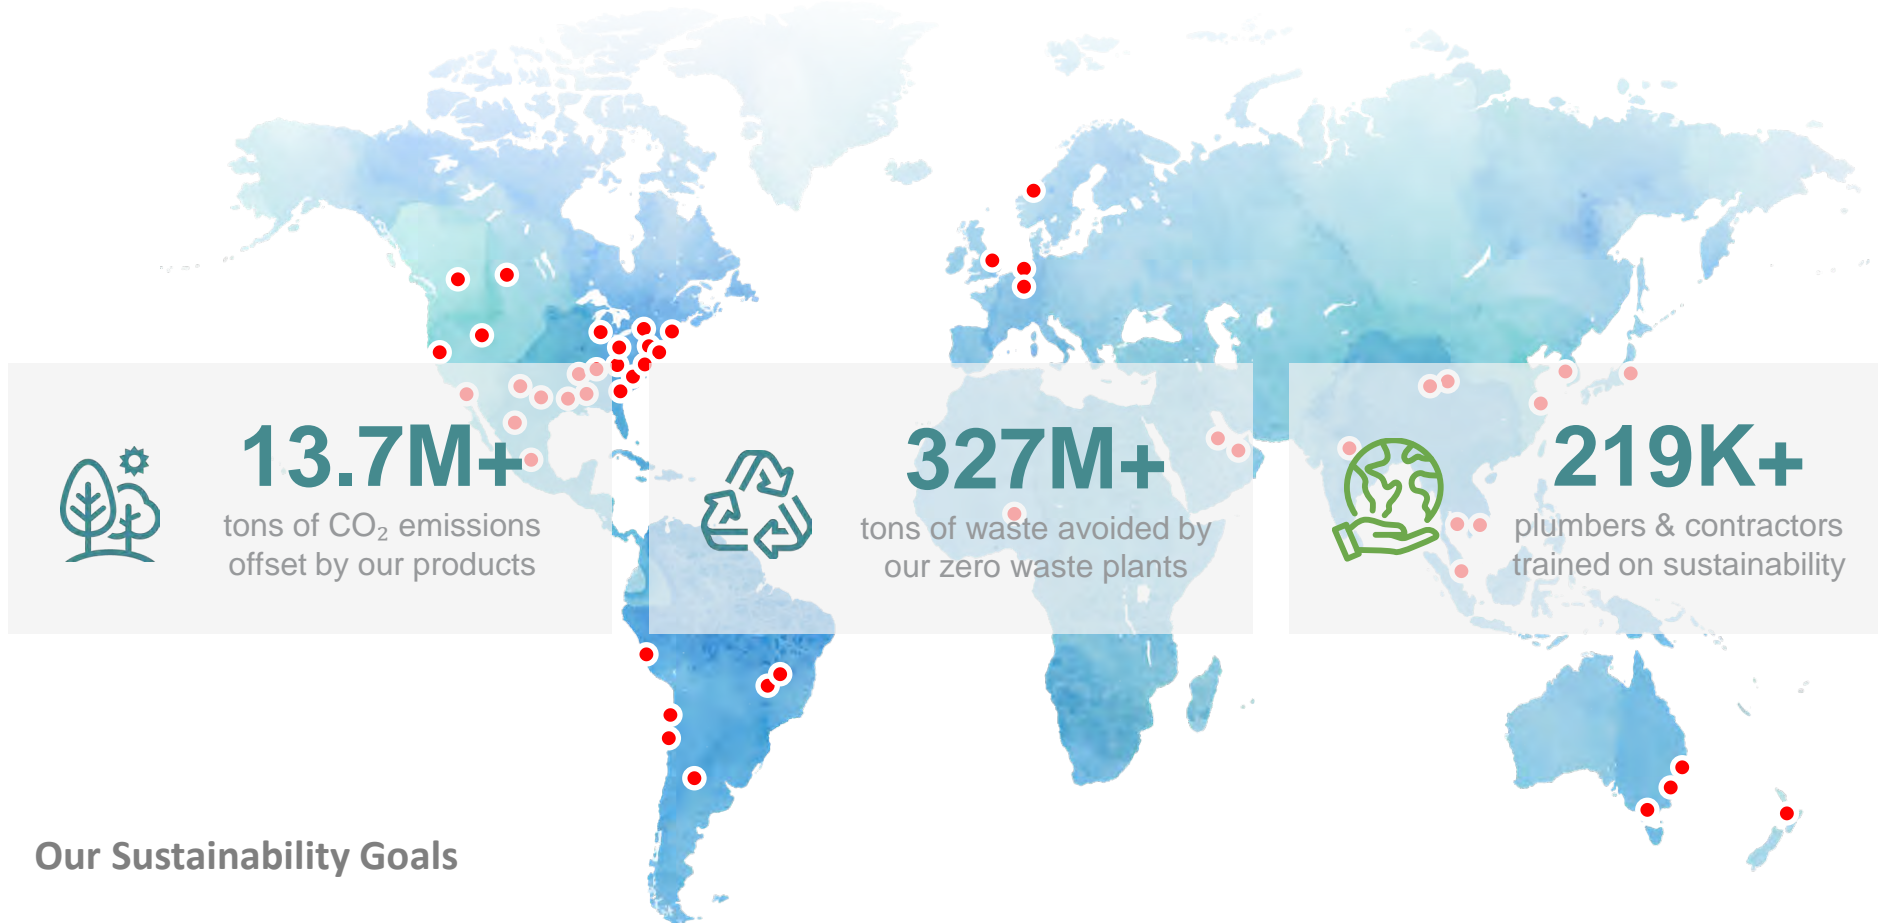 13.7M+
tons of CO₂ emissions
offset by our products
327M+
tons of waste avoided by
our zero waste plants
219K+
plumbers & contractors
trained on sustainability
Our Sustainability Goals